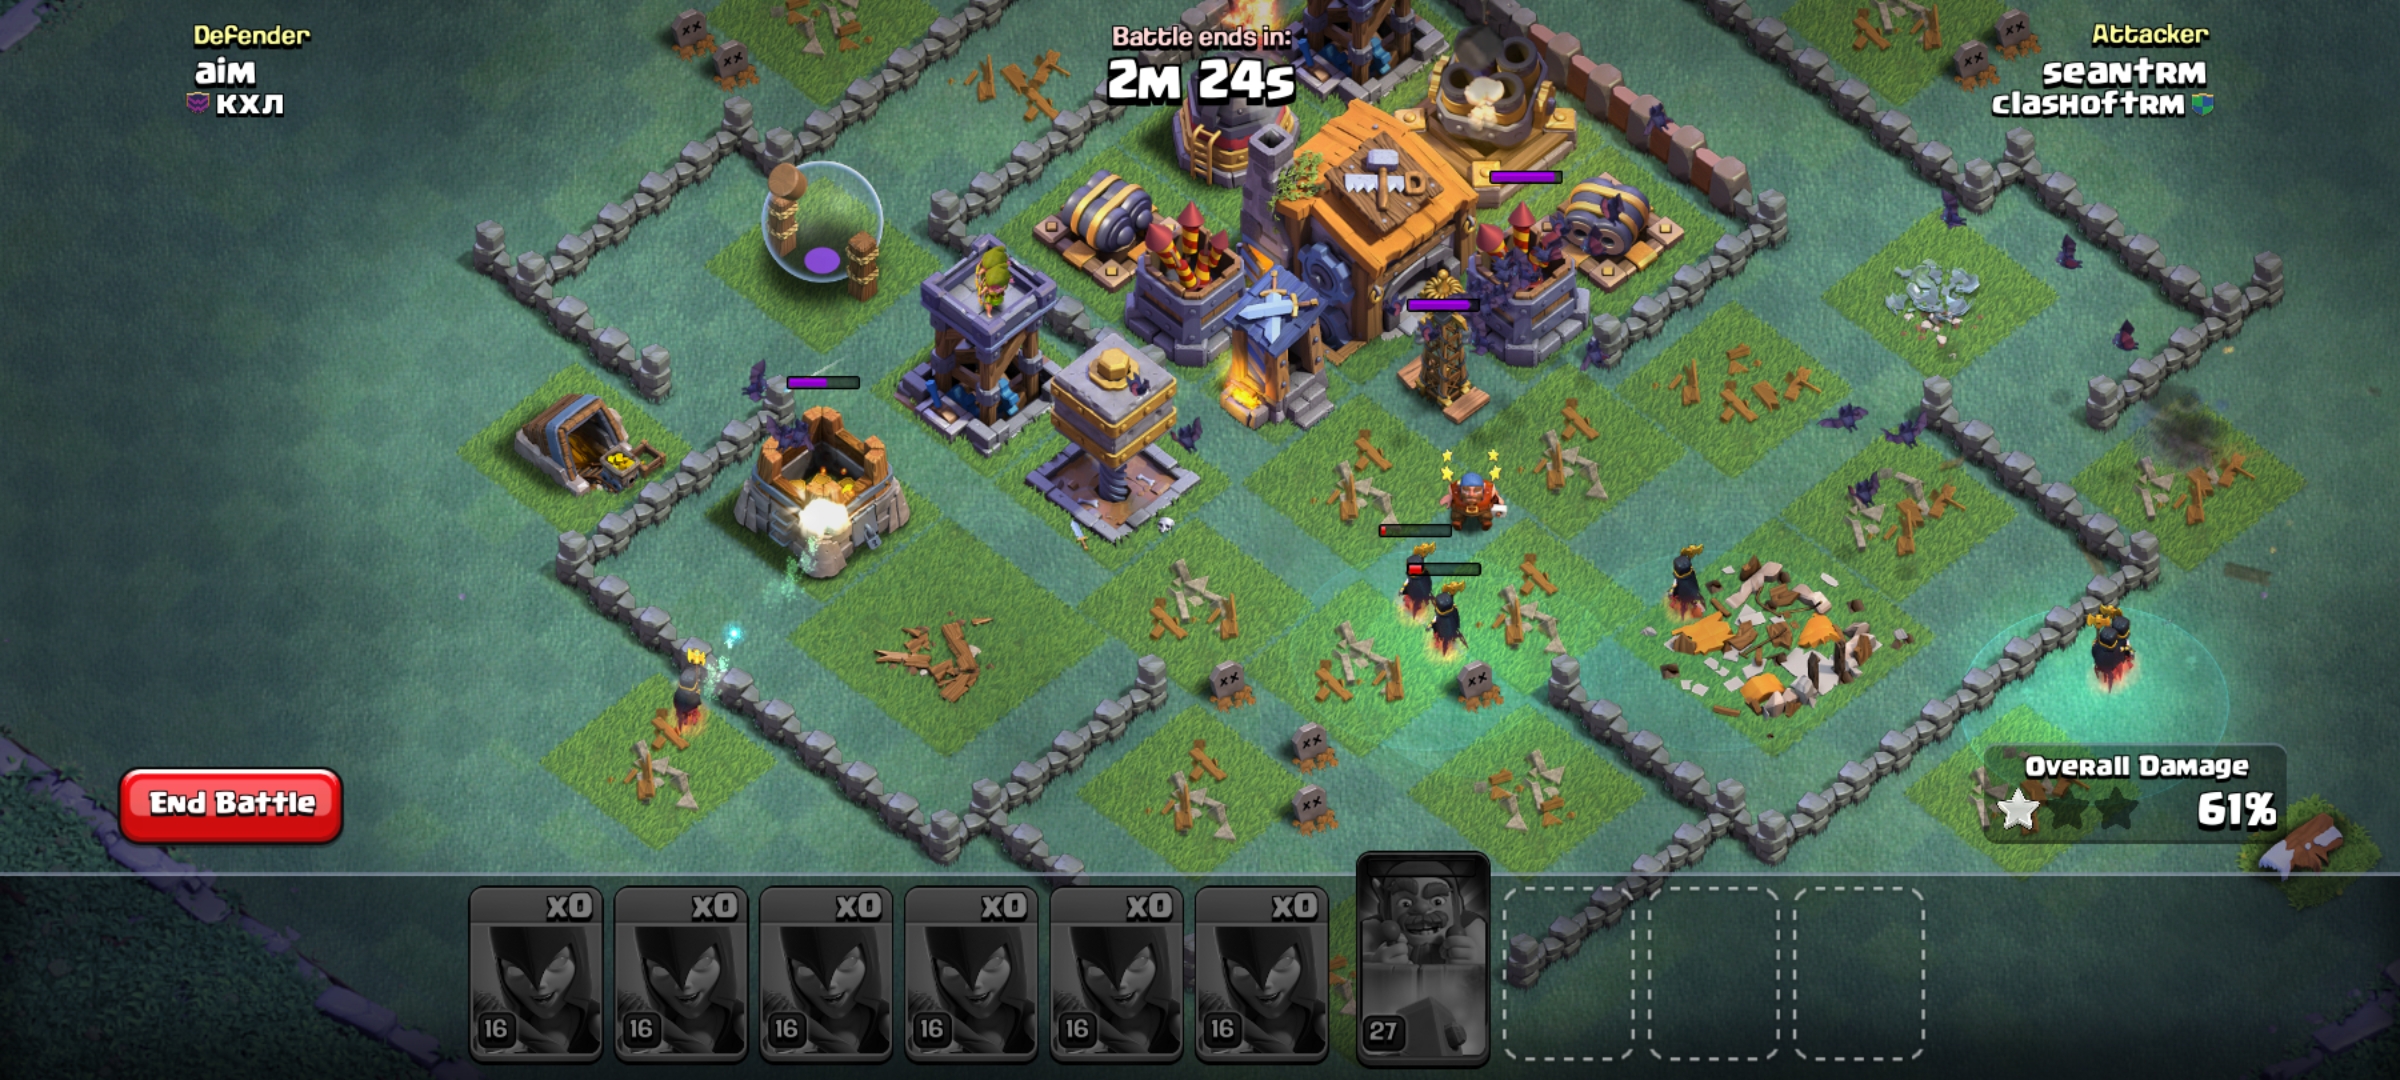 Defender
aim
КХЛ
Battle ends in:
2m 24s
Attacker
seantrm
clashoftrm
End Battle
Overall Damage
61%
x0 x0 x0 x0 x0 x0
16 16 16 16 16 16 27